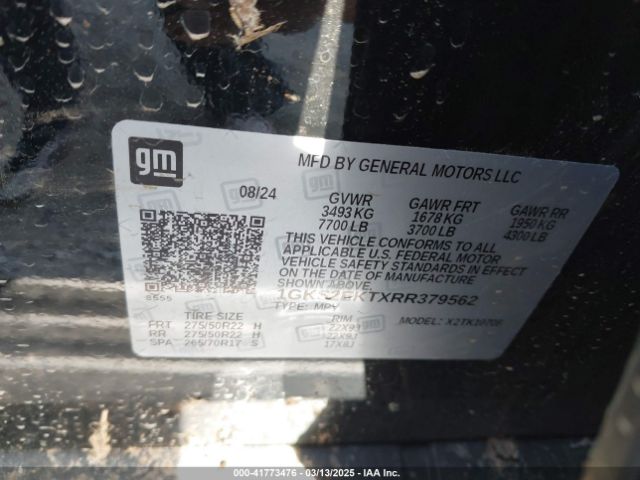 gm
MFD BY GENERAL MOTORS LLC
08/24
GVWR GAWR FRT GAWR RR
3493 KG 1678 KG 1950 KG
7700 LB 3700 LB 4300 LB
THIS VEHICLE CONFORMS TO ALL
APPLICABLE U.S. FEDERAL MOTOR
VEHICLE SAFETY STANDARDS IN EFFECT
ON THE DATE OF MANUFACTURE
SHOWN ABOVE.
TYPE: MPV MODEL:
8555
TIRE SIZE RIM
FRT 275/50R22 H 22X9J
RR 275/50R22 H 22X9J
SPA 265/70R17 S 17X8J
000-41773476 | 03/13/2025 | IAA Inc.